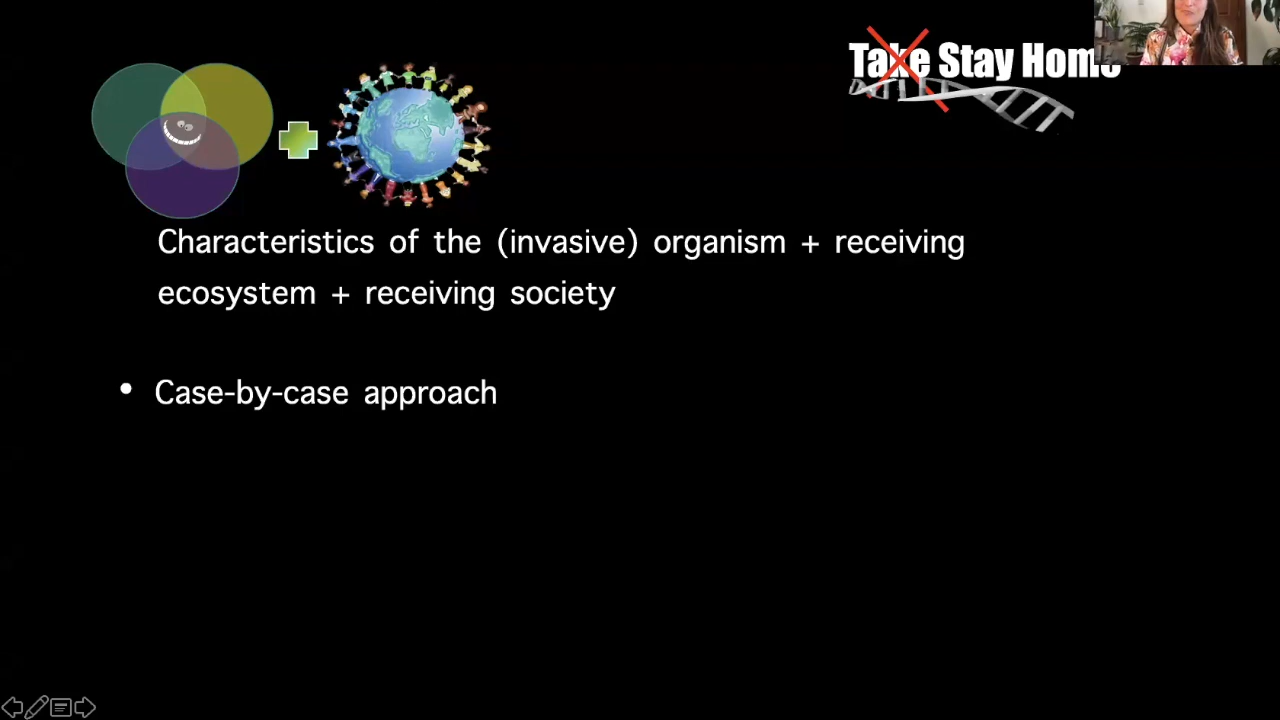 Take Stay Home
Characteristics of the (invasive) organism + receiving
ecosystem + receiving society
• Case-by-case approach